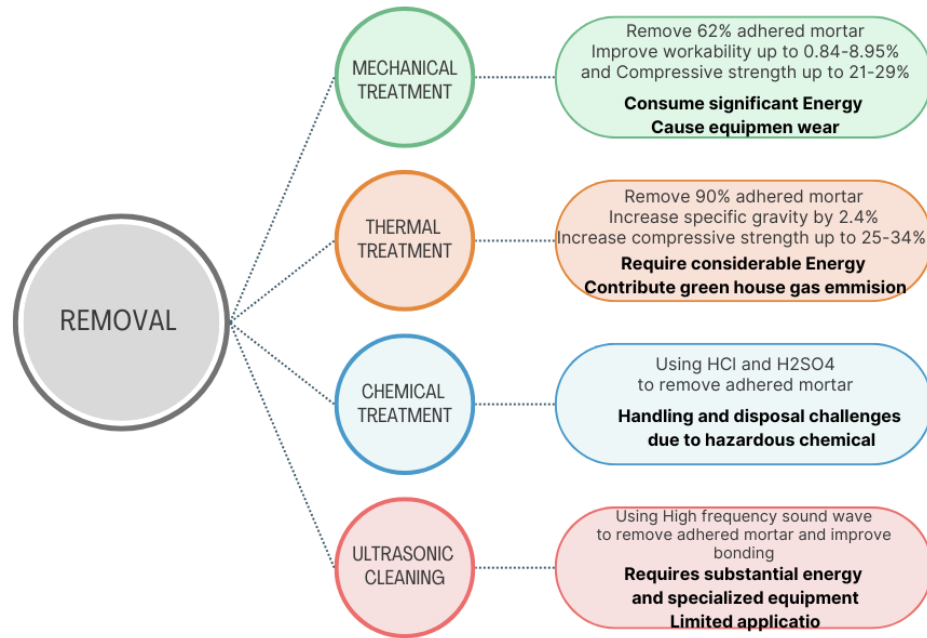 REMOVAL
MECHANICAL
TREATMENT
Remove 62% adhered mortar
Improve workability up to 0.84-8.95%
and Compressive strength up to 21-29%
Consume significant Energy
Cause equipmen wear
THERMAL
TREATMENT
Remove 90% adhered mortar
Increase specific gravity by 2.4%
Increase compressive strength up to 25-34%
Require considerable Energy
Contribute green house gas emmision
CHEMICAL
TREATMENT
Using HCl and H2SO4
to remove adhered mortar
Handling and disposal challenges
due to hazardous chemical
ULTRASONIC
CLEANING
Using High frequency sound wave
to remove adhered mortar and improve
bonding
Requires substantial energy
and specialized equipment
Limited applicatio